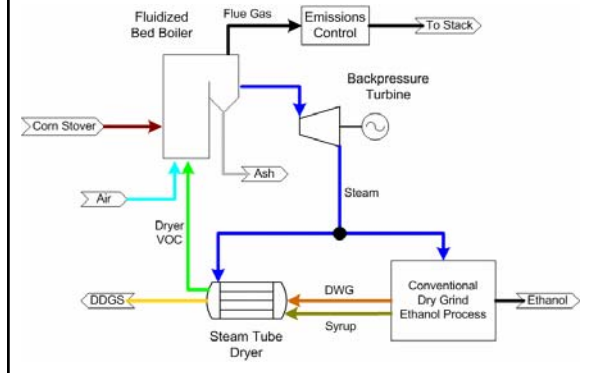 Fluidized
Bed Boiler
Flue Gas
Emissions
Control
To Stack
Backpressure
Turbine
Corn Stover
Ash
Air
Steam
Dryer
VOC
DDGS
DWG
Syrup
Conventional
Dry Grind
Ethanol Process
Ethanol
Steam Tube
Dryer